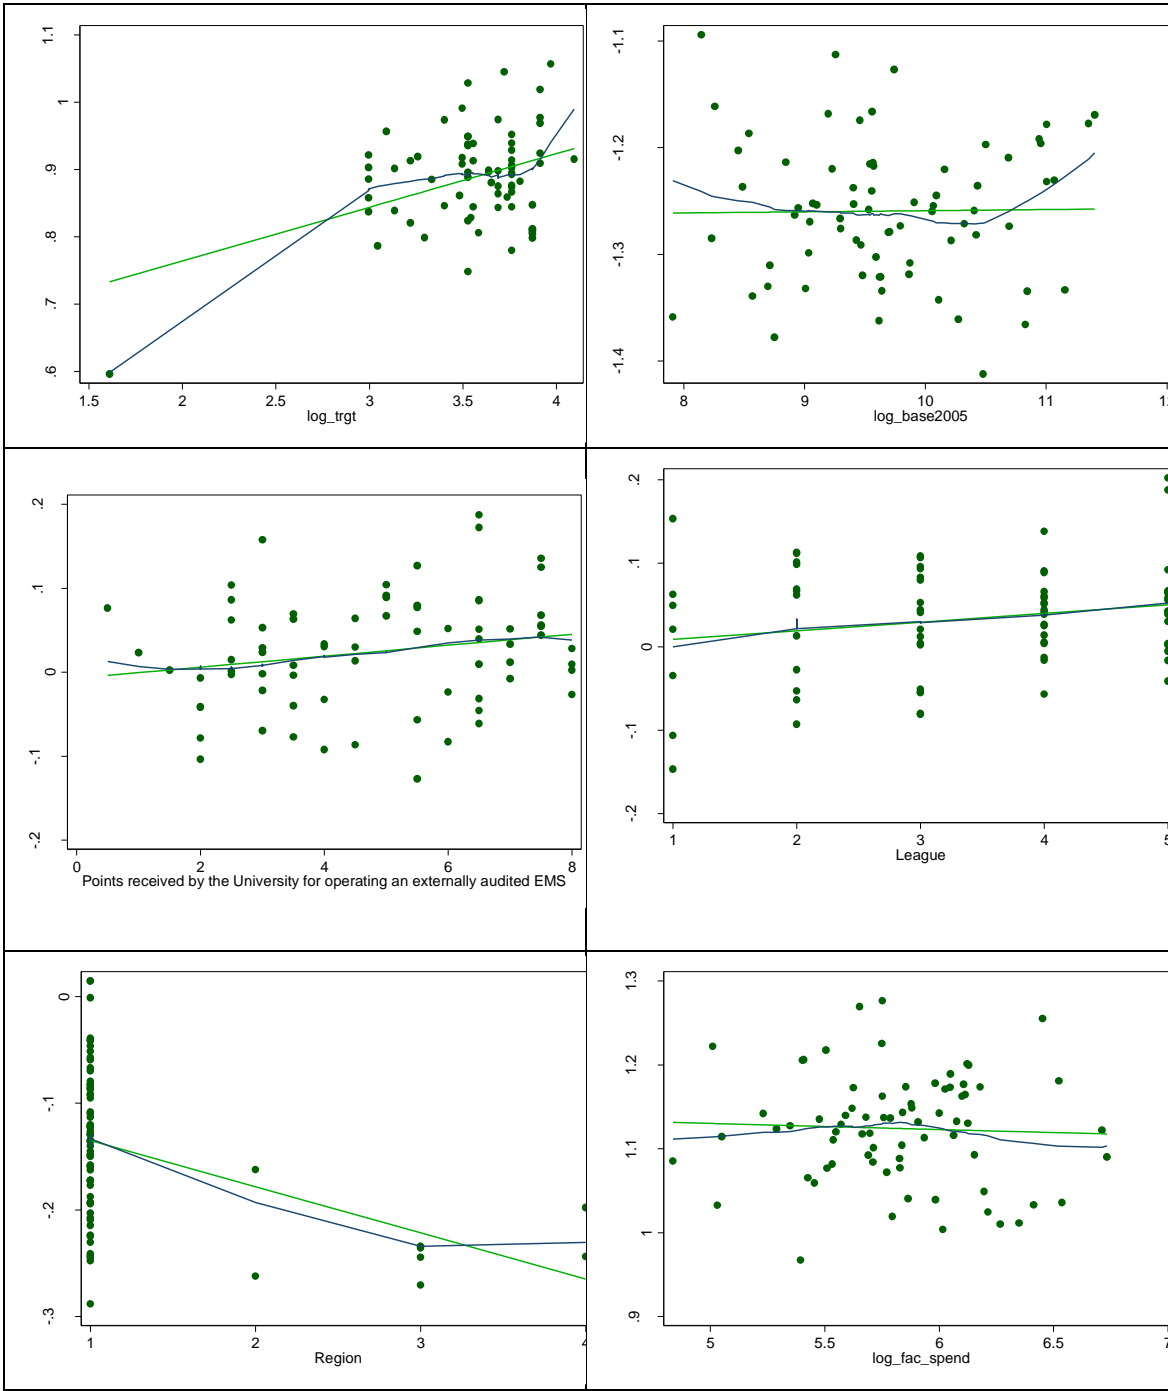 1.1
1
.9
.8
.7
.6
1.5 2 2.5 3 3.5 4
log_trgt
-1.1
-1.2
-1.3
-1.4
8 9 10 11 12
log_base2005
.2
.1
0
-.1
-.2
0 2 4 6 8
Points received by the University for operating an externally audited EMS
.2
.1
0
-.1
-.2
1 2 3 4 5
League
0
-.1
-.2
-.3
1 2 3 4
Region
1.3
1.2
1.1
1
.9
5 5.5 6 6.5 7
log_fac_spend